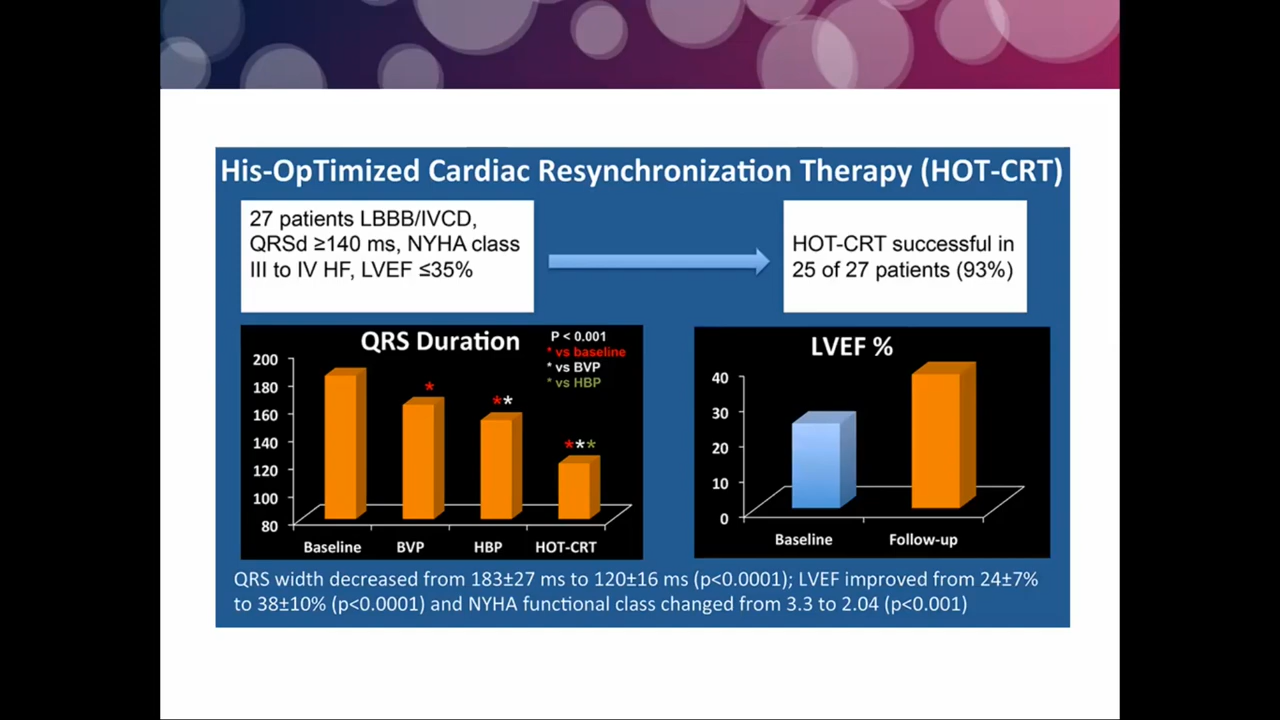 His-OpTimized Cardiac Resynchronization Therapy (HOT-CRT)
27 patients LBBB/IVCD,
QRSd ≥140 ms, NYHA class
III to IV HF, LVEF ≤35%
HOT-CRT successful in
25 of 27 patients (93%)
QRS Duration
P < 0.001
* vs baseline
* vs BVP
* vs HBP
200
180
160
140
120
100
80
*
**
***
Baseline BVP HBP HOT-CRT
LVEF %
40
30
20
10
0
Baseline Follow-up
QRS width decreased from 183±27 ms to 120±16 ms (p<0.0001); LVEF improved from 24±7%
to 38±10% (p<0.0001) and NYHA functional class changed from 3.3 to 2.04 (p<0.001)